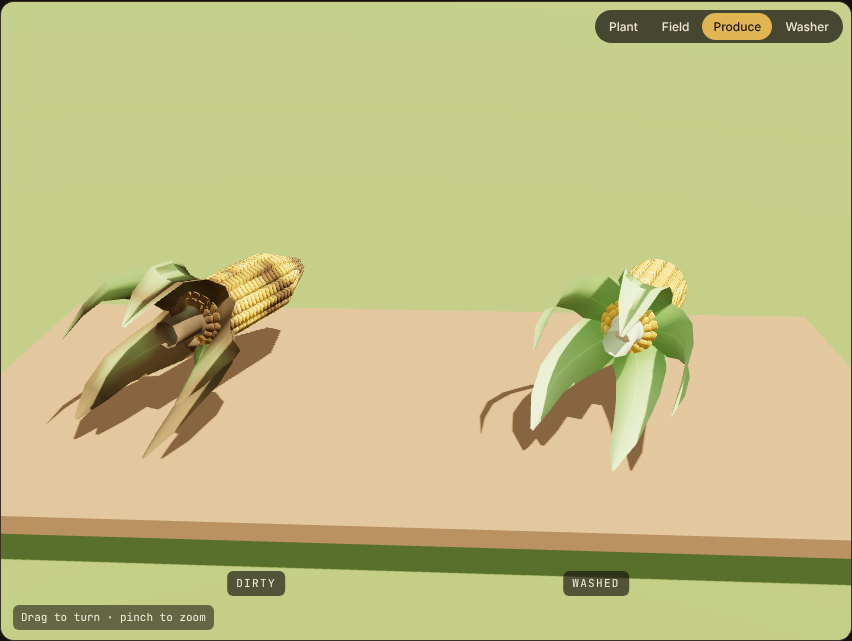 Plant Field Produce Washer
DIRTY
WASHED
Drag to turn · pinch to zoom